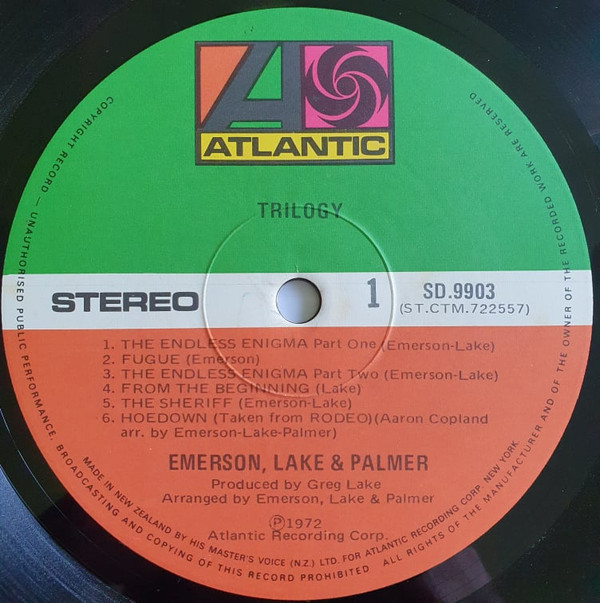 ATLANTIC
TRILOGY
STEREO
1
SD.9903
(ST.CTM.722557)
1. THE ENDLESS ENIGMA Part One (Emerson-Lake)
2. FUGUE (Emerson)
3. THE ENDLESS ENIGMA Part Two (Emerson-Lake)
4. FROM THE BEGINNING (Lake)
5. THE SHERIFF (Emerson-Lake)
6. HOEDOWN (Taken from RODEO)(Aaron Copland
arr. by Emerson-Lake-Palmer)
EMERSON, LAKE & PALMER
Produced by Greg Lake
Arranged by Emerson, Lake & Palmer
Ⓟ1972
Atlantic Recording Corp.
MADE IN NEW ZEALAND BY HIS MASTER'S VOICE (N.Z.) LTD. FOR ATLANTIC RECORDING CORP. NEW YORK
COPYRIGHT RECORD — UNAUTHORISED PUBLIC PERFORMANCE, BROADCASTING AND COPYING OF THIS RECORD PROHIBITED ALL RIGHTS OF THE MANUFACTURER AND OF THE OWNER OF THE RECORDED WORK ARE RESERVED